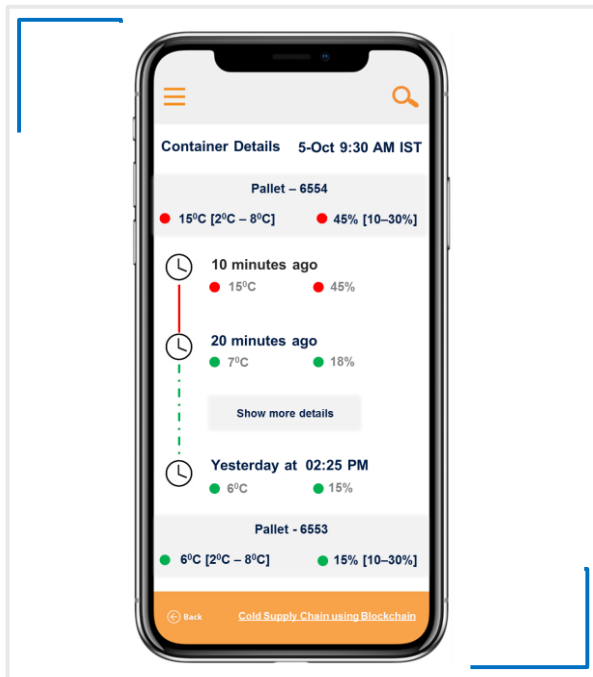 Container Details 5-Oct 9:30 AM IST
Pallet – 6554
15⁰C [2⁰C – 8⁰C] 45% [10–30%]
10 minutes ago
15⁰C 45%
20 minutes ago
7⁰C 18%
Show more details
Yesterday at 02:25 PM
6⁰C 15%
Pallet - 6553
6⁰C [2⁰C – 8⁰C] 15% [10–30%]
Back Cold Supply Chain using Blockchain